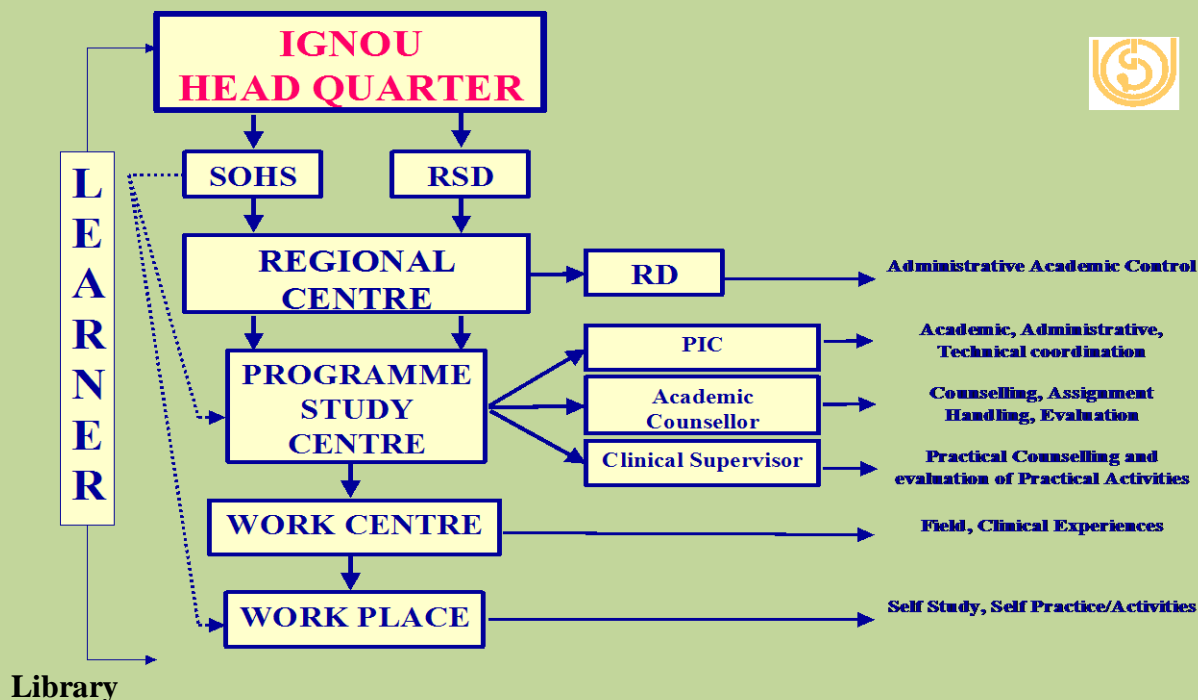 IGNOU
HEAD QUARTER
SOHS
RSD
L
E
A
R
N
E
R
REGIONAL
CENTRE
RD
Administrative Academic Control
PROGRAMME
STUDY
CENTRE
PIC
Academic, Administrative,
Technical coordination
Academic
Counsellor
Counselling, Assignment
Handling, Evaluation
Clinical Supervisor
Practical Counselling and
evaluation of Practical Activities
WORK CENTRE
Field, Clinical Experiences
WORK PLACE
Self Study, Self Practice/Activities
Library